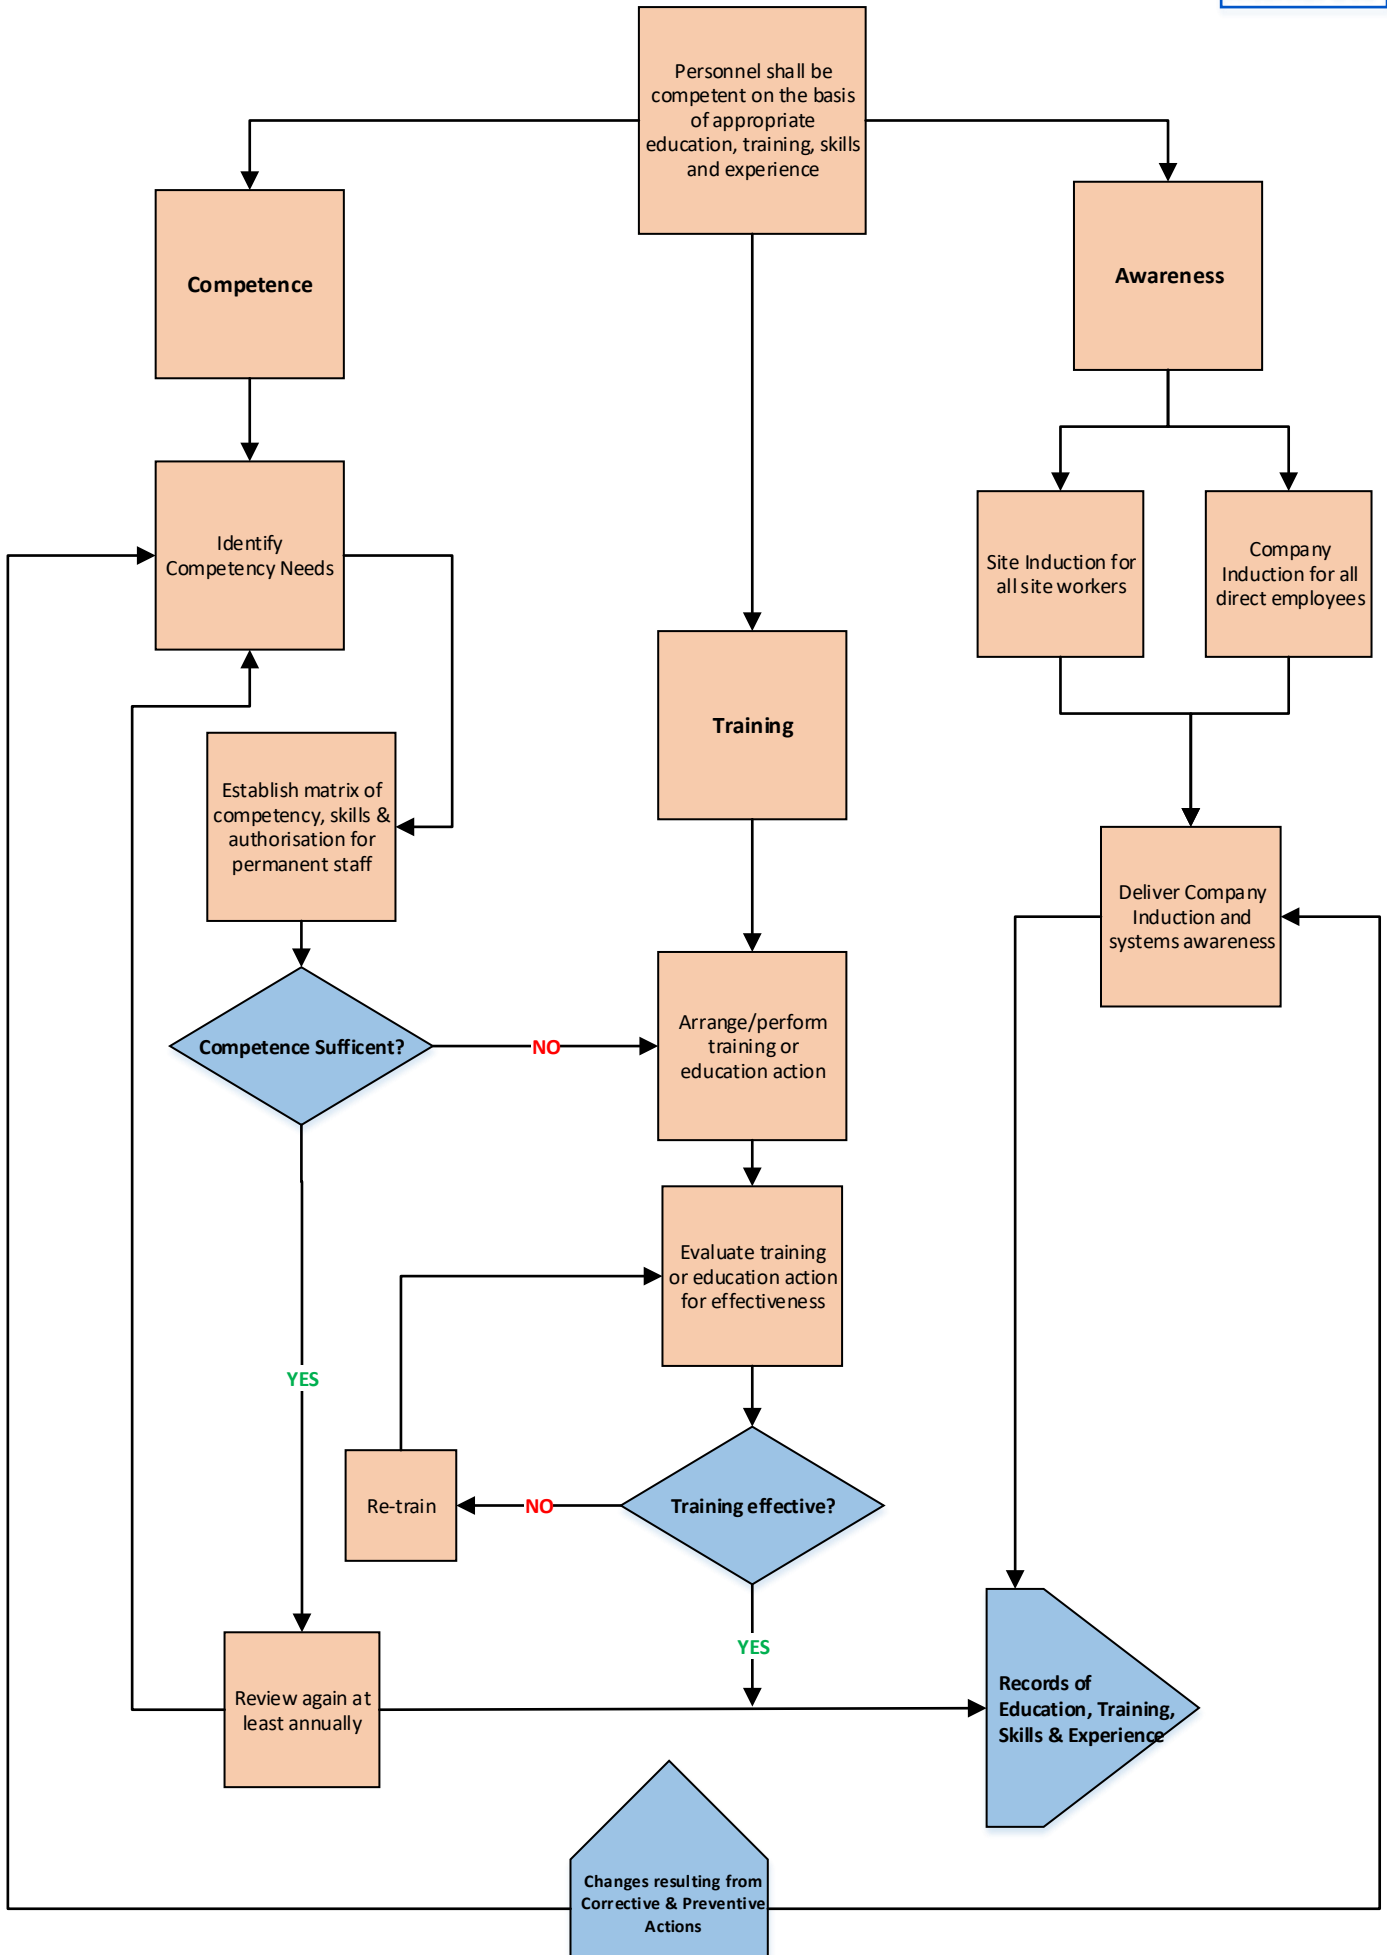 Personnel shall be
competent on the basis
of appropriate
education, training, skills
and experience
Competence
Awareness
Identify
Competency Needs
Site Induction for
all site workers
Company
Induction for all
direct employees
Training
Establish matrix of
competency, skills &
authorisation for
permanent staff
Deliver Company
Induction and
systems awareness
Competence Sufficent?
NO
Arrange/perform
training or
education action
Evaluate training
or education action
for effectiveness
YES
Re-train
NO
Training effective?
YES
Review again at
least annually
Records of
Education, Training,
Skills & Experience
Changes resulting from
Corrective & Preventive
Actions